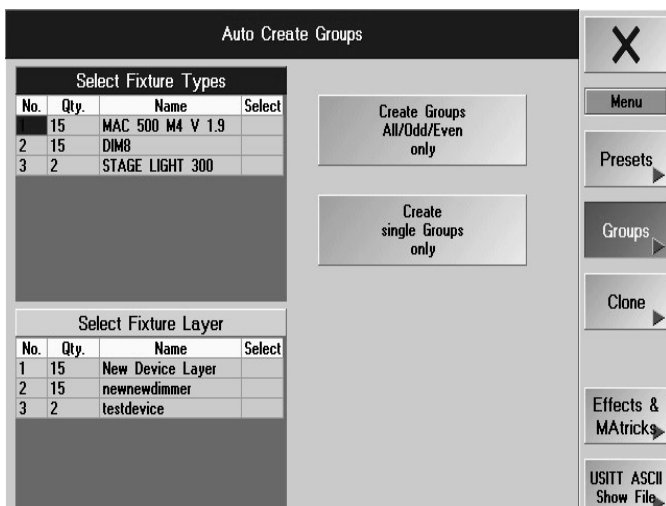 Auto Create Groups
Select Fixture Types
No. Qty. Name Select
1 15 MAC 500 M4 V 1.9
2 15 DIM8
3 2 STAGE LIGHT 300
Create Groups
All/Odd/Even
only
Create
single Groups
only
Select Fixture Layer
No. Qty. Name Select
1 15 New Device Layer
2 15 newnewdimmer
3 2 testdevice
Menu
Presets
Groups
Clone
Effects &
MAtricks
USITT ASCII
Show File